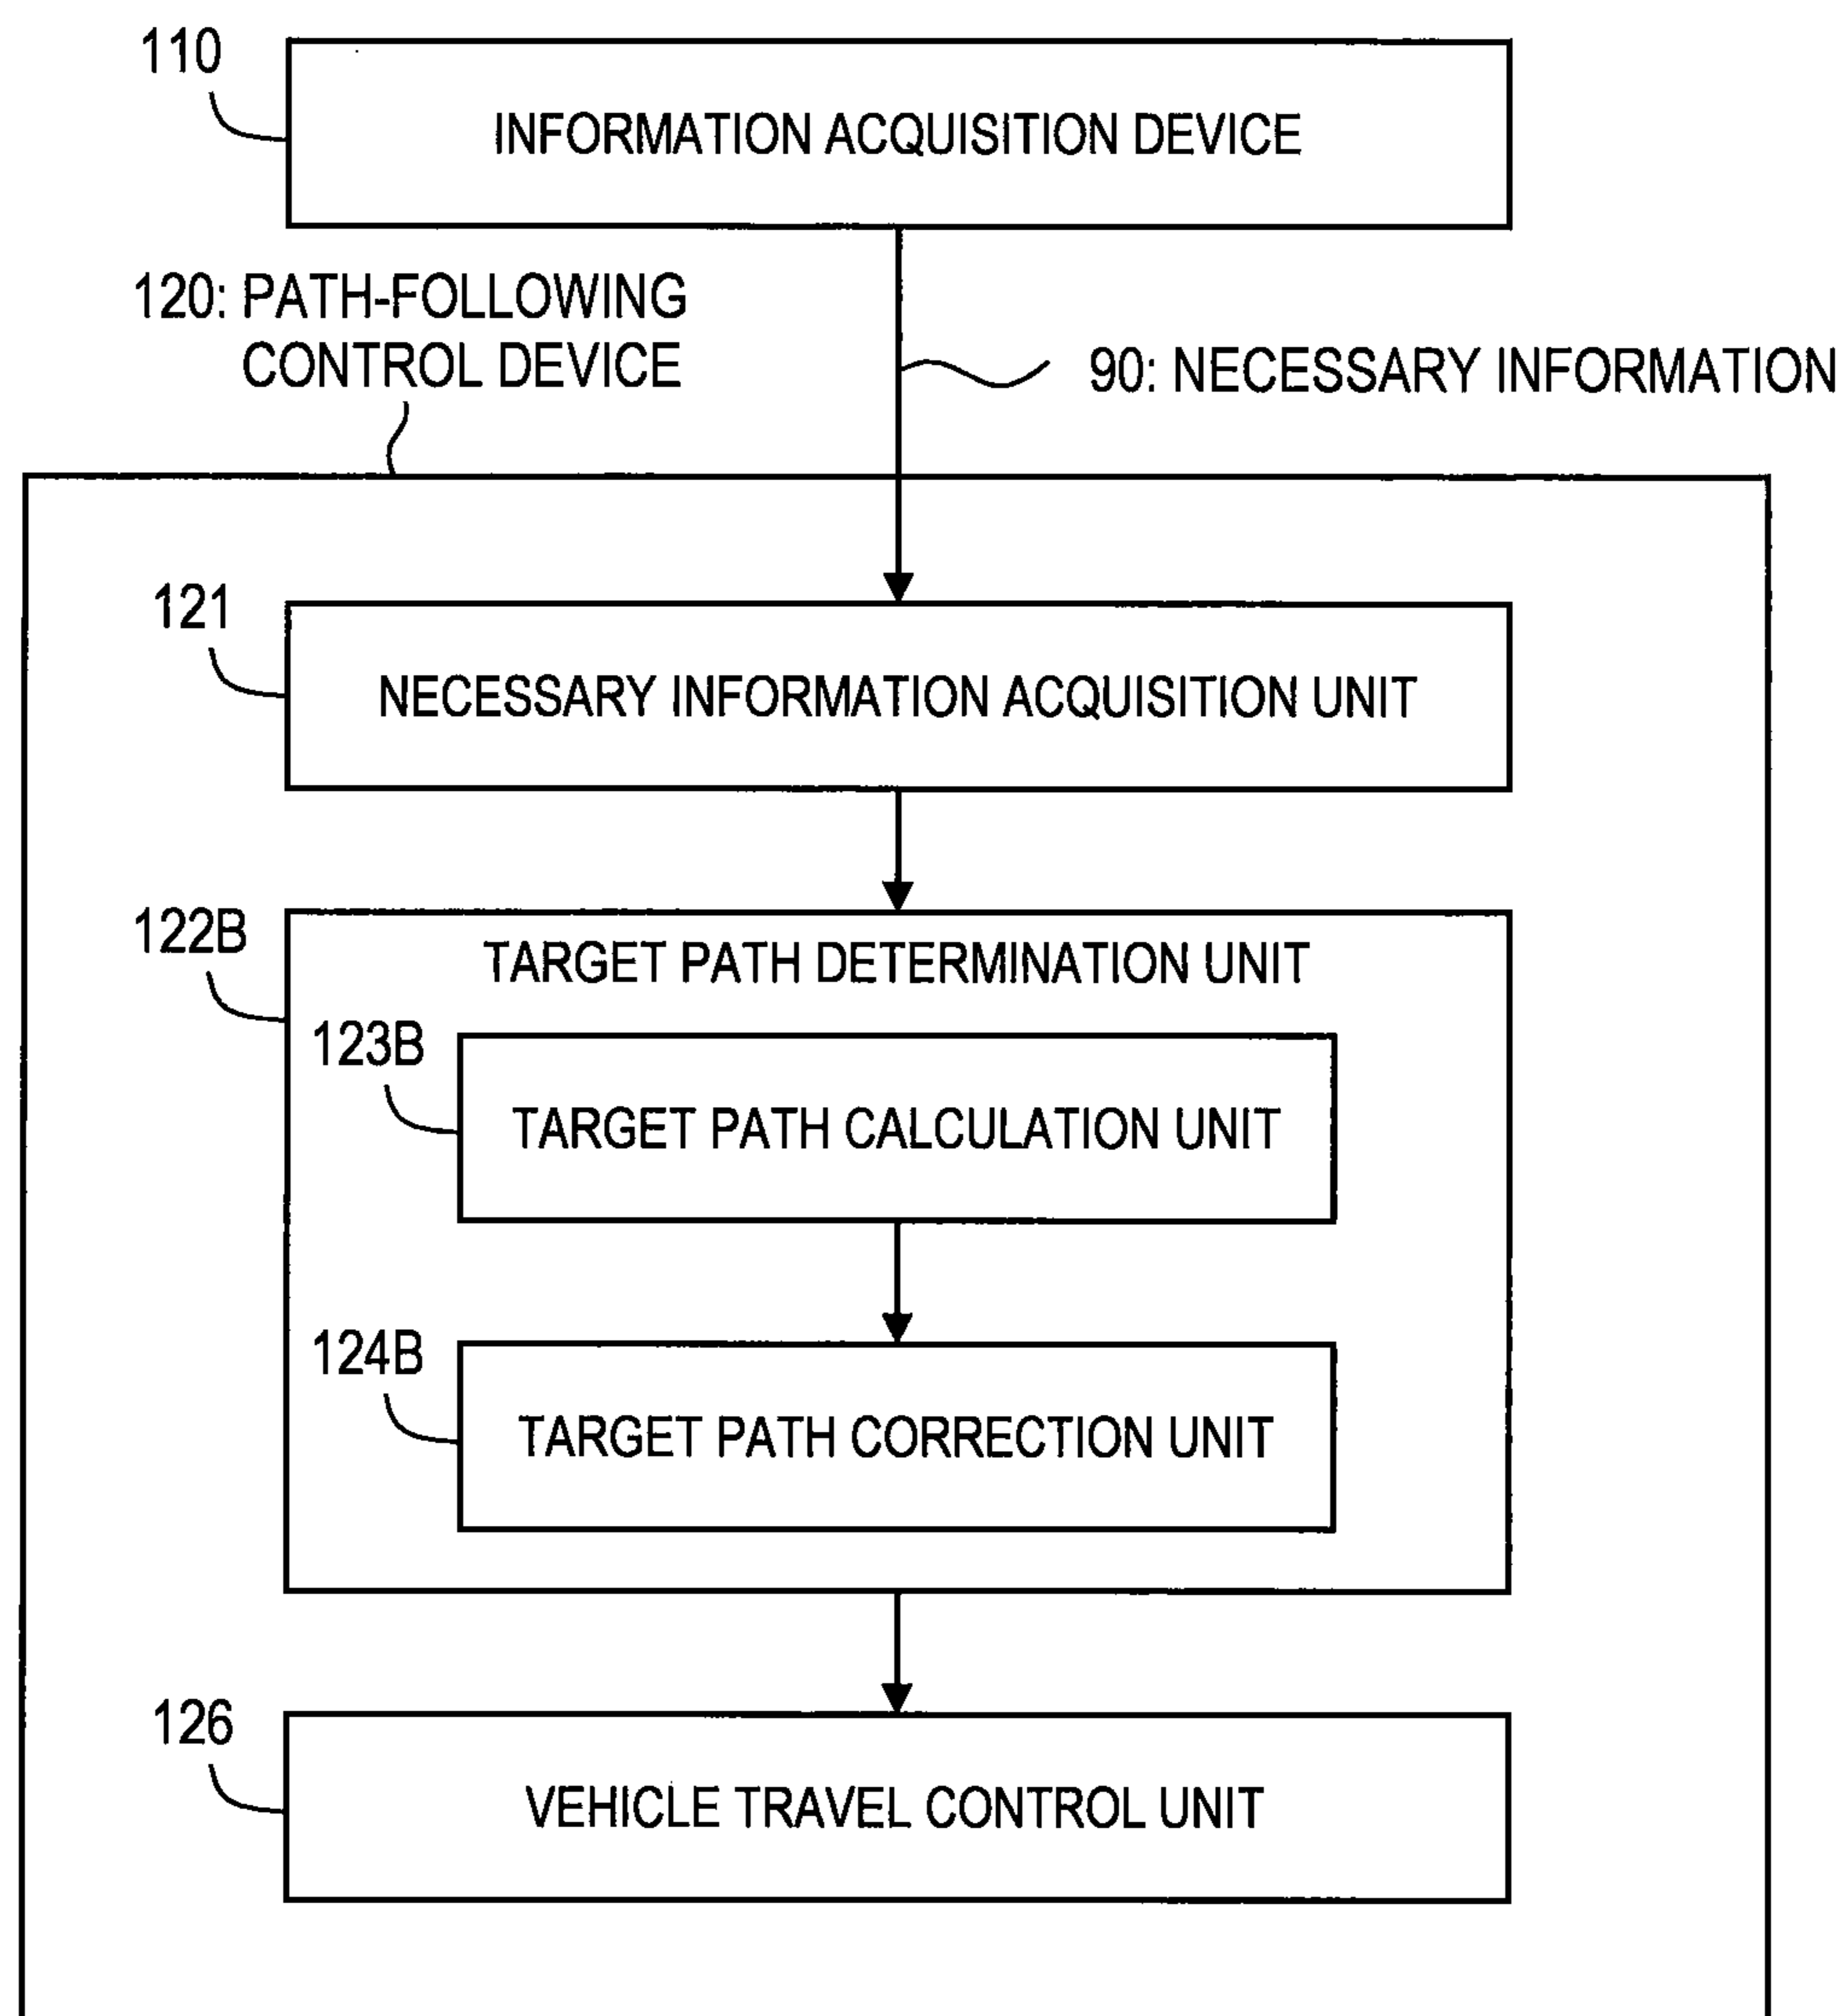 110
INFORMATION ACQUISITION DEVICE
120: PATH-FOLLOWING
CONTROL DEVICE
90: NECESSARY INFORMATION
121
NECESSARY INFORMATION ACQUISITION UNIT
122B
TARGET PATH DETERMINATION UNIT
123B
TARGET PATH CALCULATION UNIT
124B
TARGET PATH CORRECTION UNIT
126
VEHICLE TRAVEL CONTROL UNIT